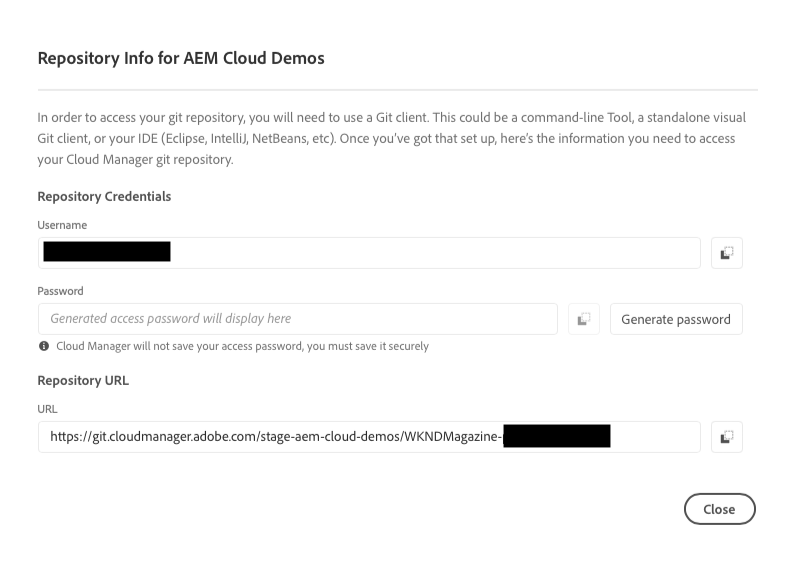 Repository Info for AEM Cloud Demos
In order to access your git repository, you will need to use a Git client. This could be a command-line Tool, a standalone visual
Git client, or your IDE (Eclipse, IntelliJ, NetBeans, etc). Once you've got that set up, here's the information you need to access
your Cloud Manager git repository.
Repository Credentials
Username
Password
Generated access password will display here
Generate password
Cloud Manager will not save your access password, you must save it securely
Repository URL
URL
https://git.cloudmanager.adobe.com/stage-aem-cloud-demos/WKNDMagazine-
Close